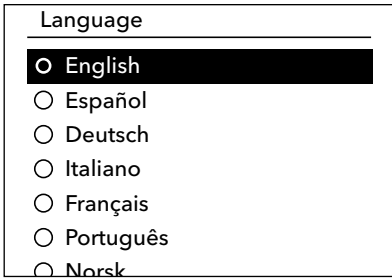 Language
English
Español
Deutsch
Italiano
Français
Português
Norsk